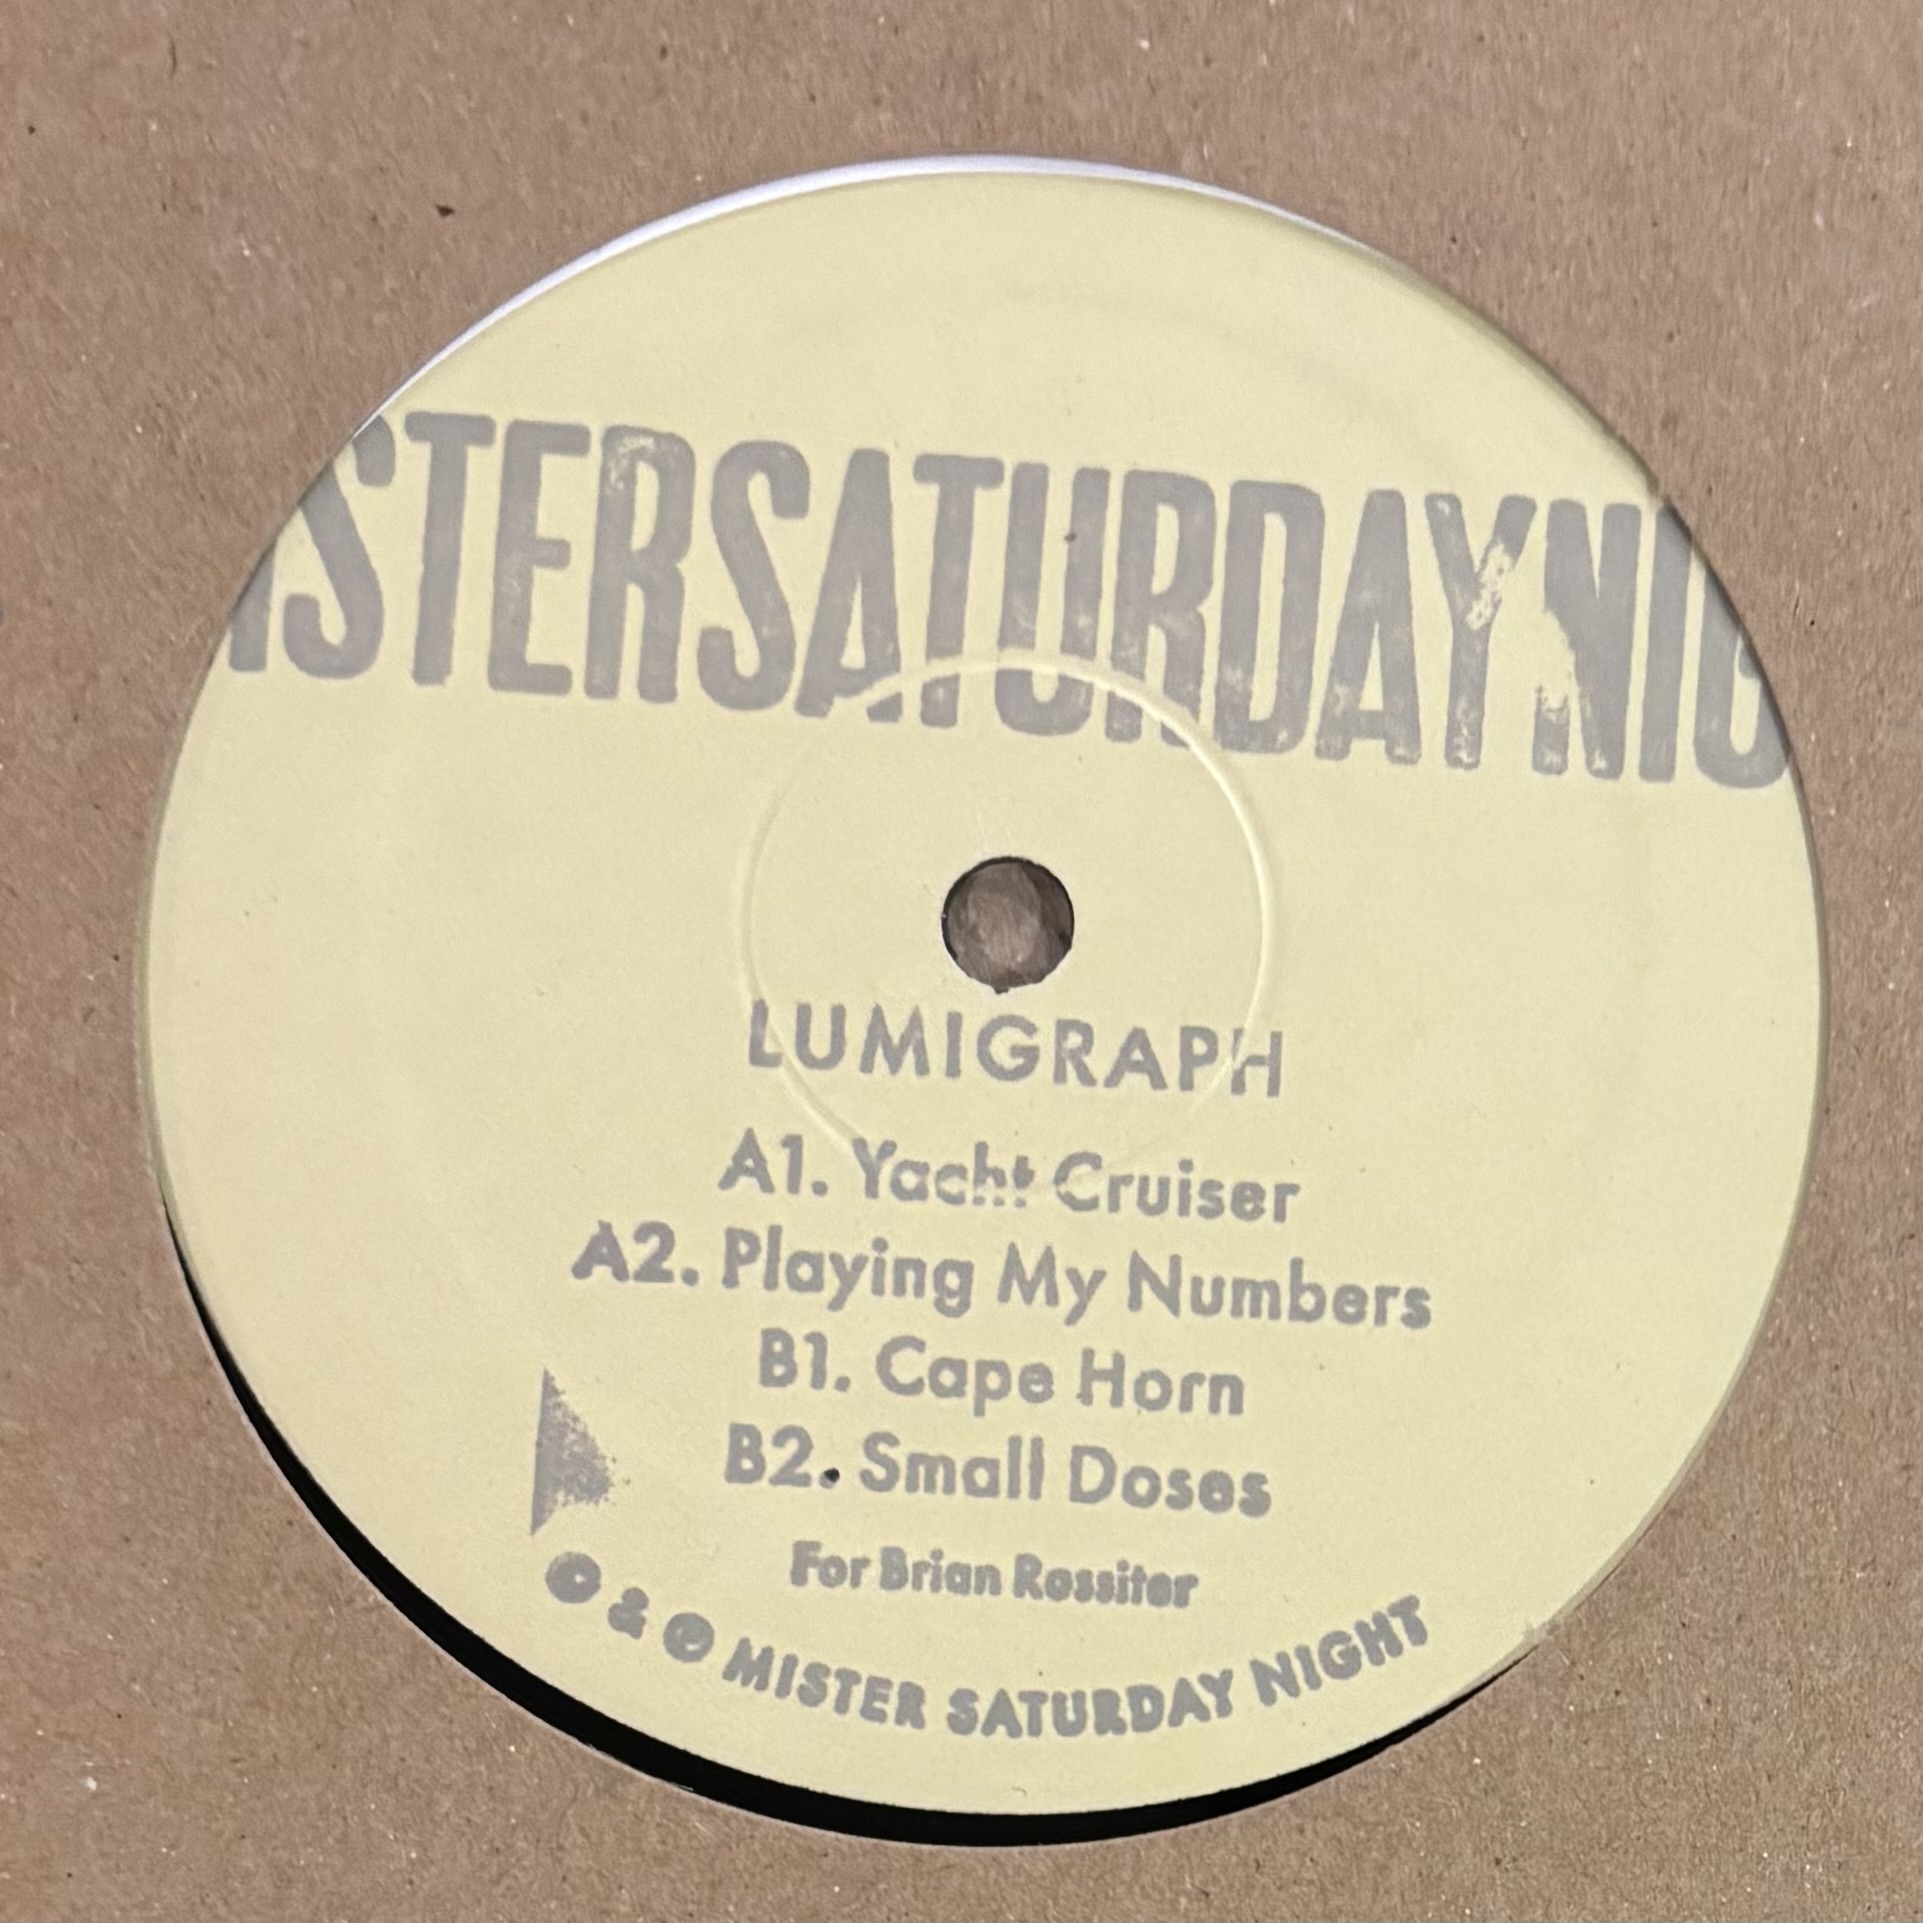 ISTERSATURDAYNIG
LUMIGRAPH
A1. Yacht Cruiser
A2. Playing My Numbers
B1. Cape Horn
B2. Small Doses
For Brian Rossiter
© & ℗ MISTER SATURDAY NIGHT